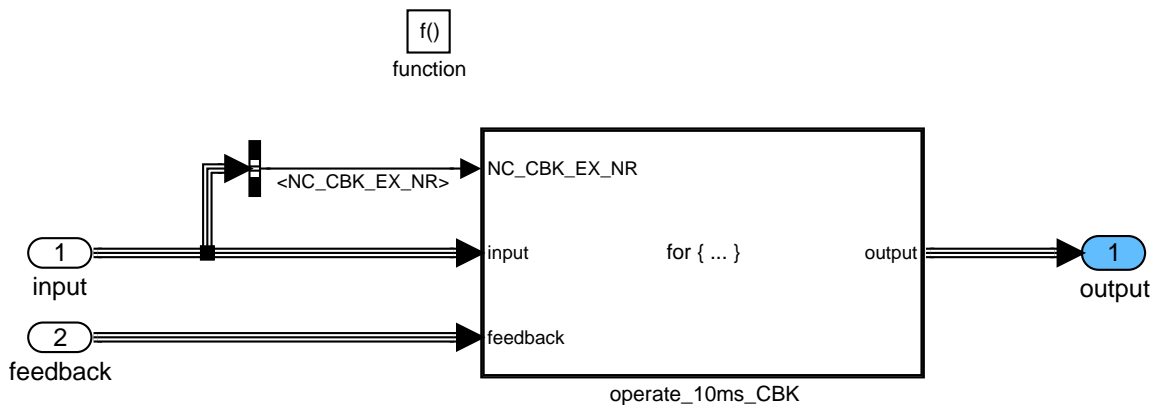 f()
function
NC_CBK_EX_NR
<NC_CBK_EX_NR>
1
input
for { ... }
output
1
input
output
2
feedback
feedback
operate_10ms_CBK